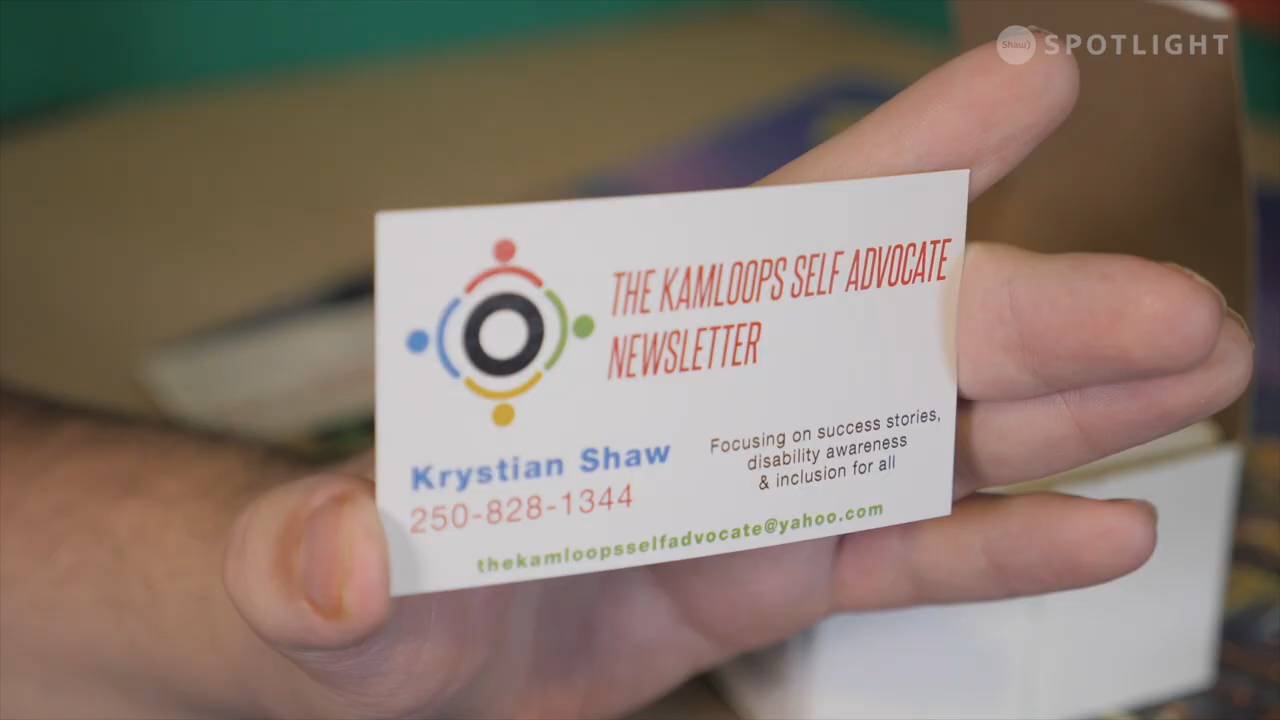 Shaw) SPOTLIGHT
THE KAMLOOPS SELF ADVOCATE
NEWSLETTER
Krystian Shaw
250-828-1344
Focusing on success stories,
disability awareness
& inclusion for all
thekamloopsselfadvocate@yahoo.com